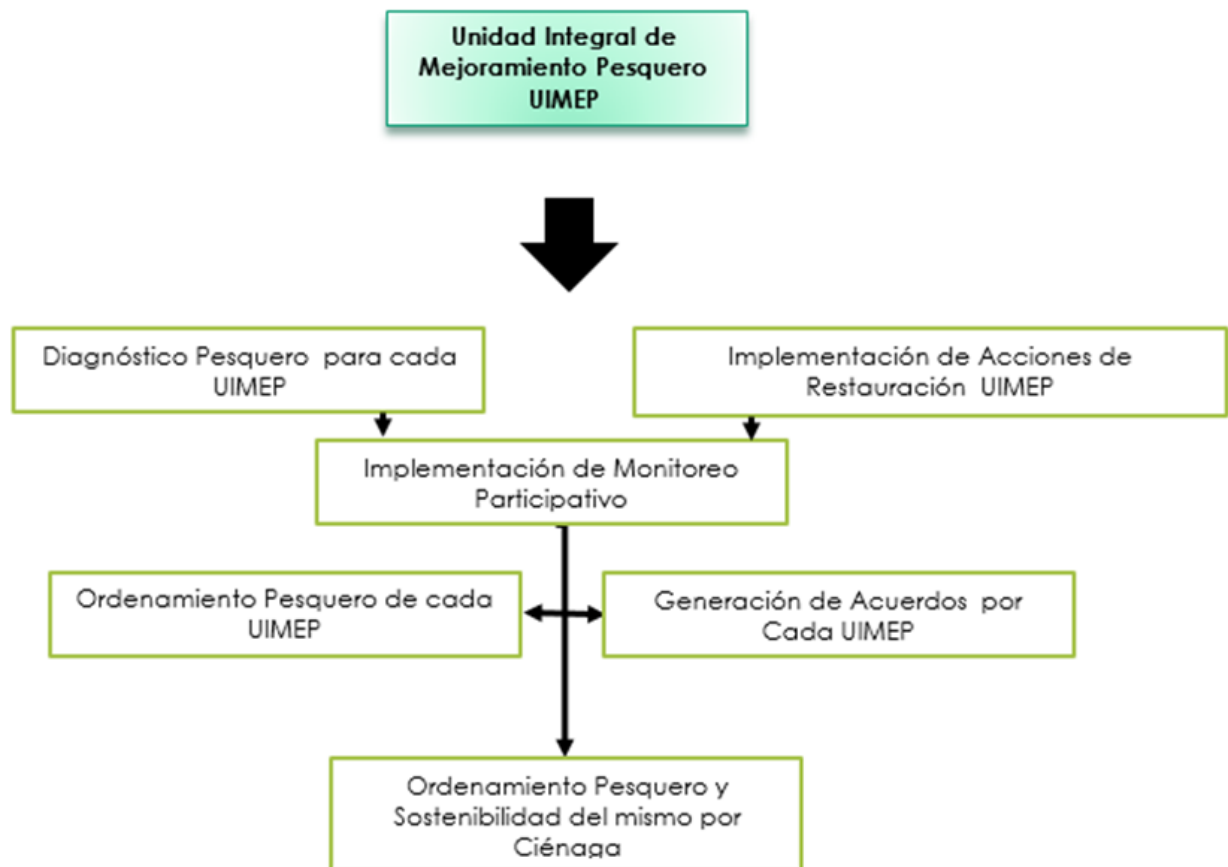 Unidad Integral de
Mejoramiento Pesquero
UIMEP
Diagnóstico Pesquero para cada
UIMEP
Implementación de Acciones de
Restauración UIMEP
Implementación de Monitoreo
Participativo
Ordenamiento Pesquero de cada
UIMEP
Generación de Acuerdos por
Cada UIMEP
Ordenamiento Pesquero y
Sostenibilidad del mismo por
Ciénaga